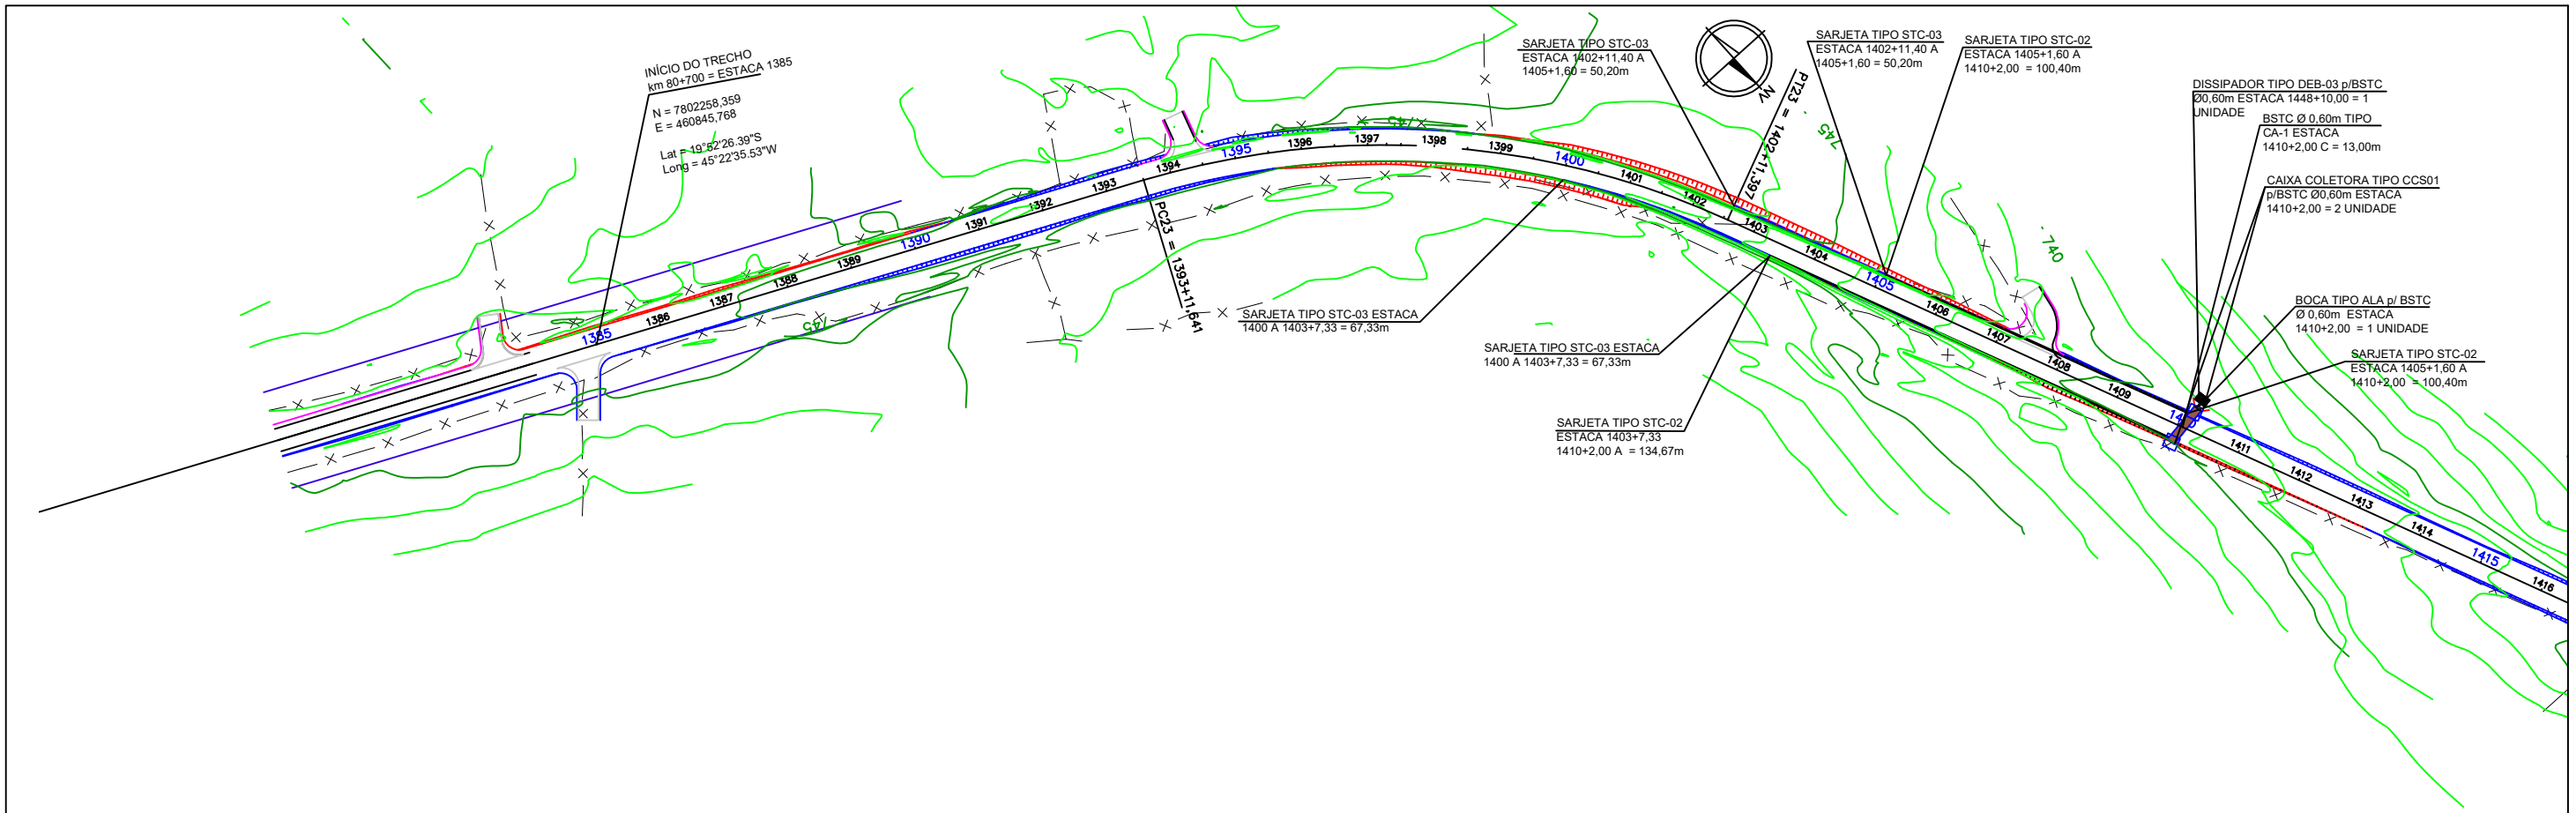 INÍCIO DO TRECHO
km 80+700 = ESTACA 1385
N = 7802258,359
E = 460845,768
Lat = 19°52'26.39"S
Long = 45°22'35.53"W
SARJETA TIPO STC-03
ESTACA 1402+11,40 A
1405+1,60 = 50,20m
NV
PT23 = 1402+11,397
SARJETA TIPO STC-03
ESTACA 1402+11,40 A
1405+1,60 = 50,20m
SARJETA TIPO STC-02
ESTACA 1405+1,60 A
1410+2,00 = 100,40m
DISSIPADOR TIPO DEB-03 p/BSTC
Ø0,60m ESTACA 1448+10,00 = 1
UNIDADE
BSTC Ø 0,60m TIPO
CA-1 ESTACA
1410+2,00 C = 13,00m
CAIXA COLETORA TIPO CCS01
p/BSTC Ø0,60m ESTACA
1410+2,00 = 2 UNIDADE
BOCA TIPO ALA p/ BSTC
Ø 0,60m ESTACA
1410+2,00 = 1 UNIDADE
SARJETA TIPO STC-02
ESTACA 1405+1,60 A
1410+2,00 = 100,40m
PC23 = 1393+11,641
SARJETA TIPO STC-03 ESTACA
1400 A 1403+7,33 = 67,33m
SARJETA TIPO STC-03 ESTACA
1400 A 1403+7,33 = 67,33m
SARJETA TIPO STC-02
ESTACA 1403+7,33
1410+2,00 A = 134,67m
745
745
745
740
1385
1386
1387
1388
1389
1390
1391
1392
1393
1394
1395
1396
1397
1398
1399
1400
1401
1402
1403
1404
1405
1406
1407
1408
1409
1411
1412
1413
1414
1415
1416